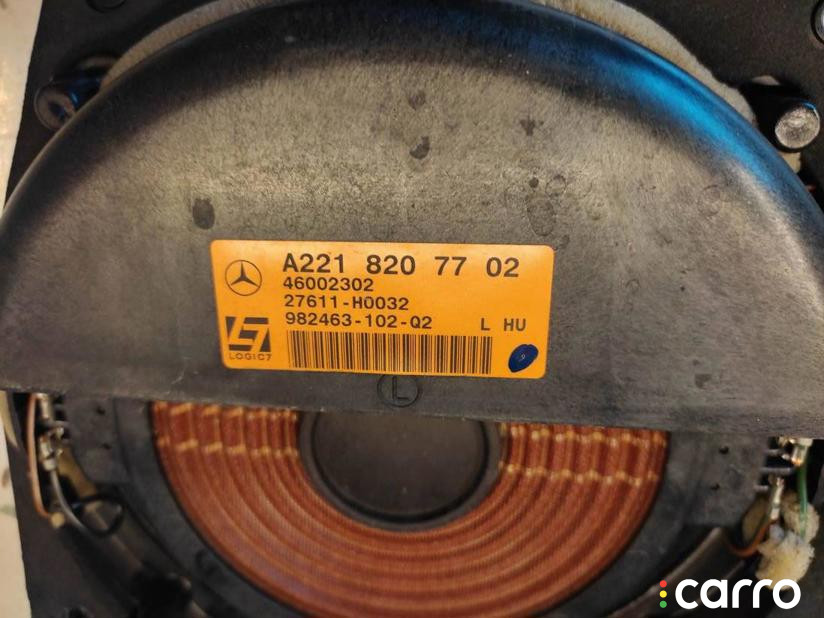 A221 820 77 02
46002302
27611-H0032
982463-102-Q2 L HU
LOGIC7
L
carro